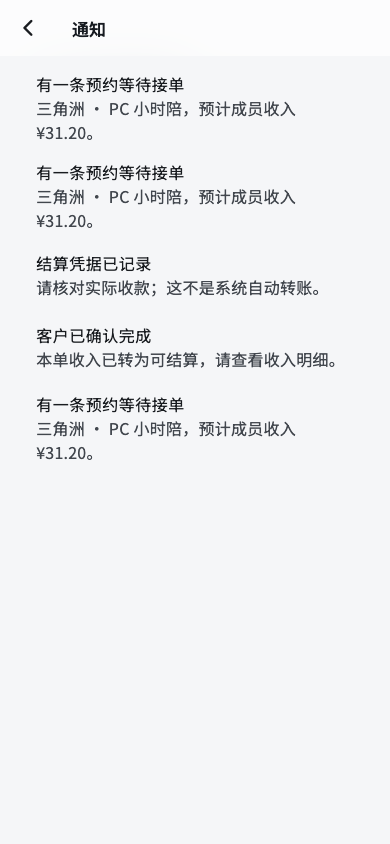 通知
有一条预约等待接单
三角洲 · PC 小时陪，预计成员收入
¥31.20。
有一条预约等待接单
三角洲 · PC 小时陪，预计成员收入
¥31.20。
结算凭据已记录
请核对实际收款；这不是系统自动转账。
客户已确认完成
本单收入已转为可结算，请查看收入明细。
有一条预约等待接单
三角洲 · PC 小时陪，预计成员收入
¥31.20。